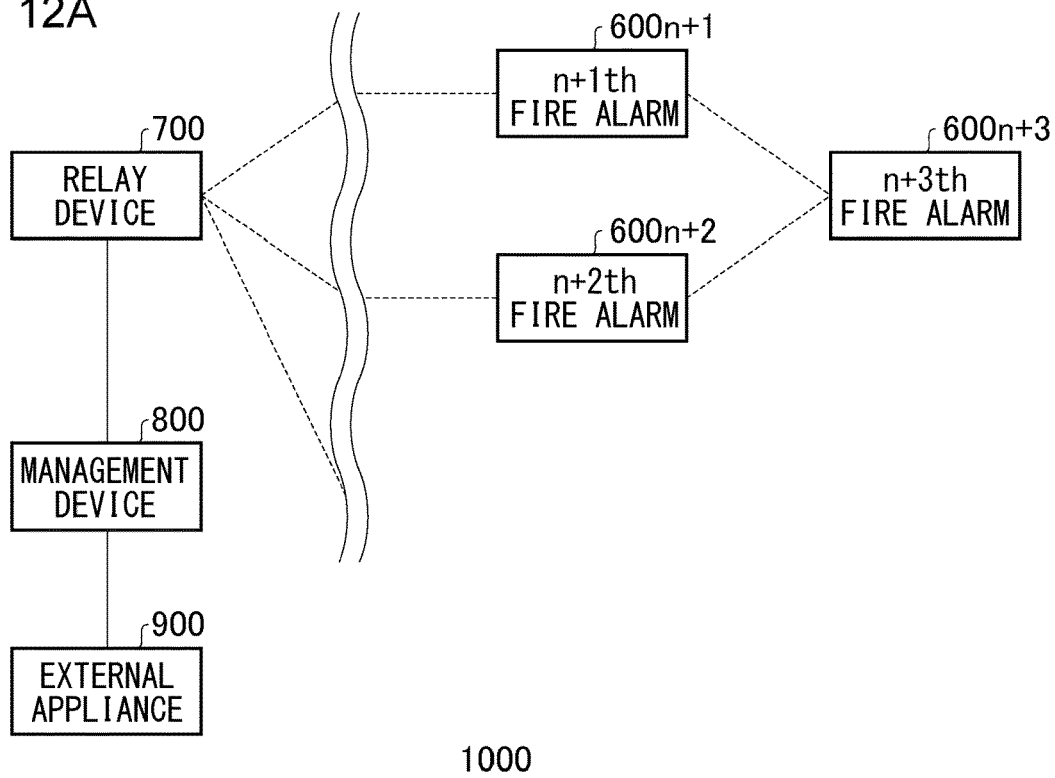 12A
600n+1
n+1th
FIRE ALARM
700
RELAY
DEVICE
600n+3
n+3th
FIRE ALARM
600n+2
n+2th
FIRE ALARM
800
MANAGEMENT
DEVICE
900
EXTERNAL
APPLIANCE
1000